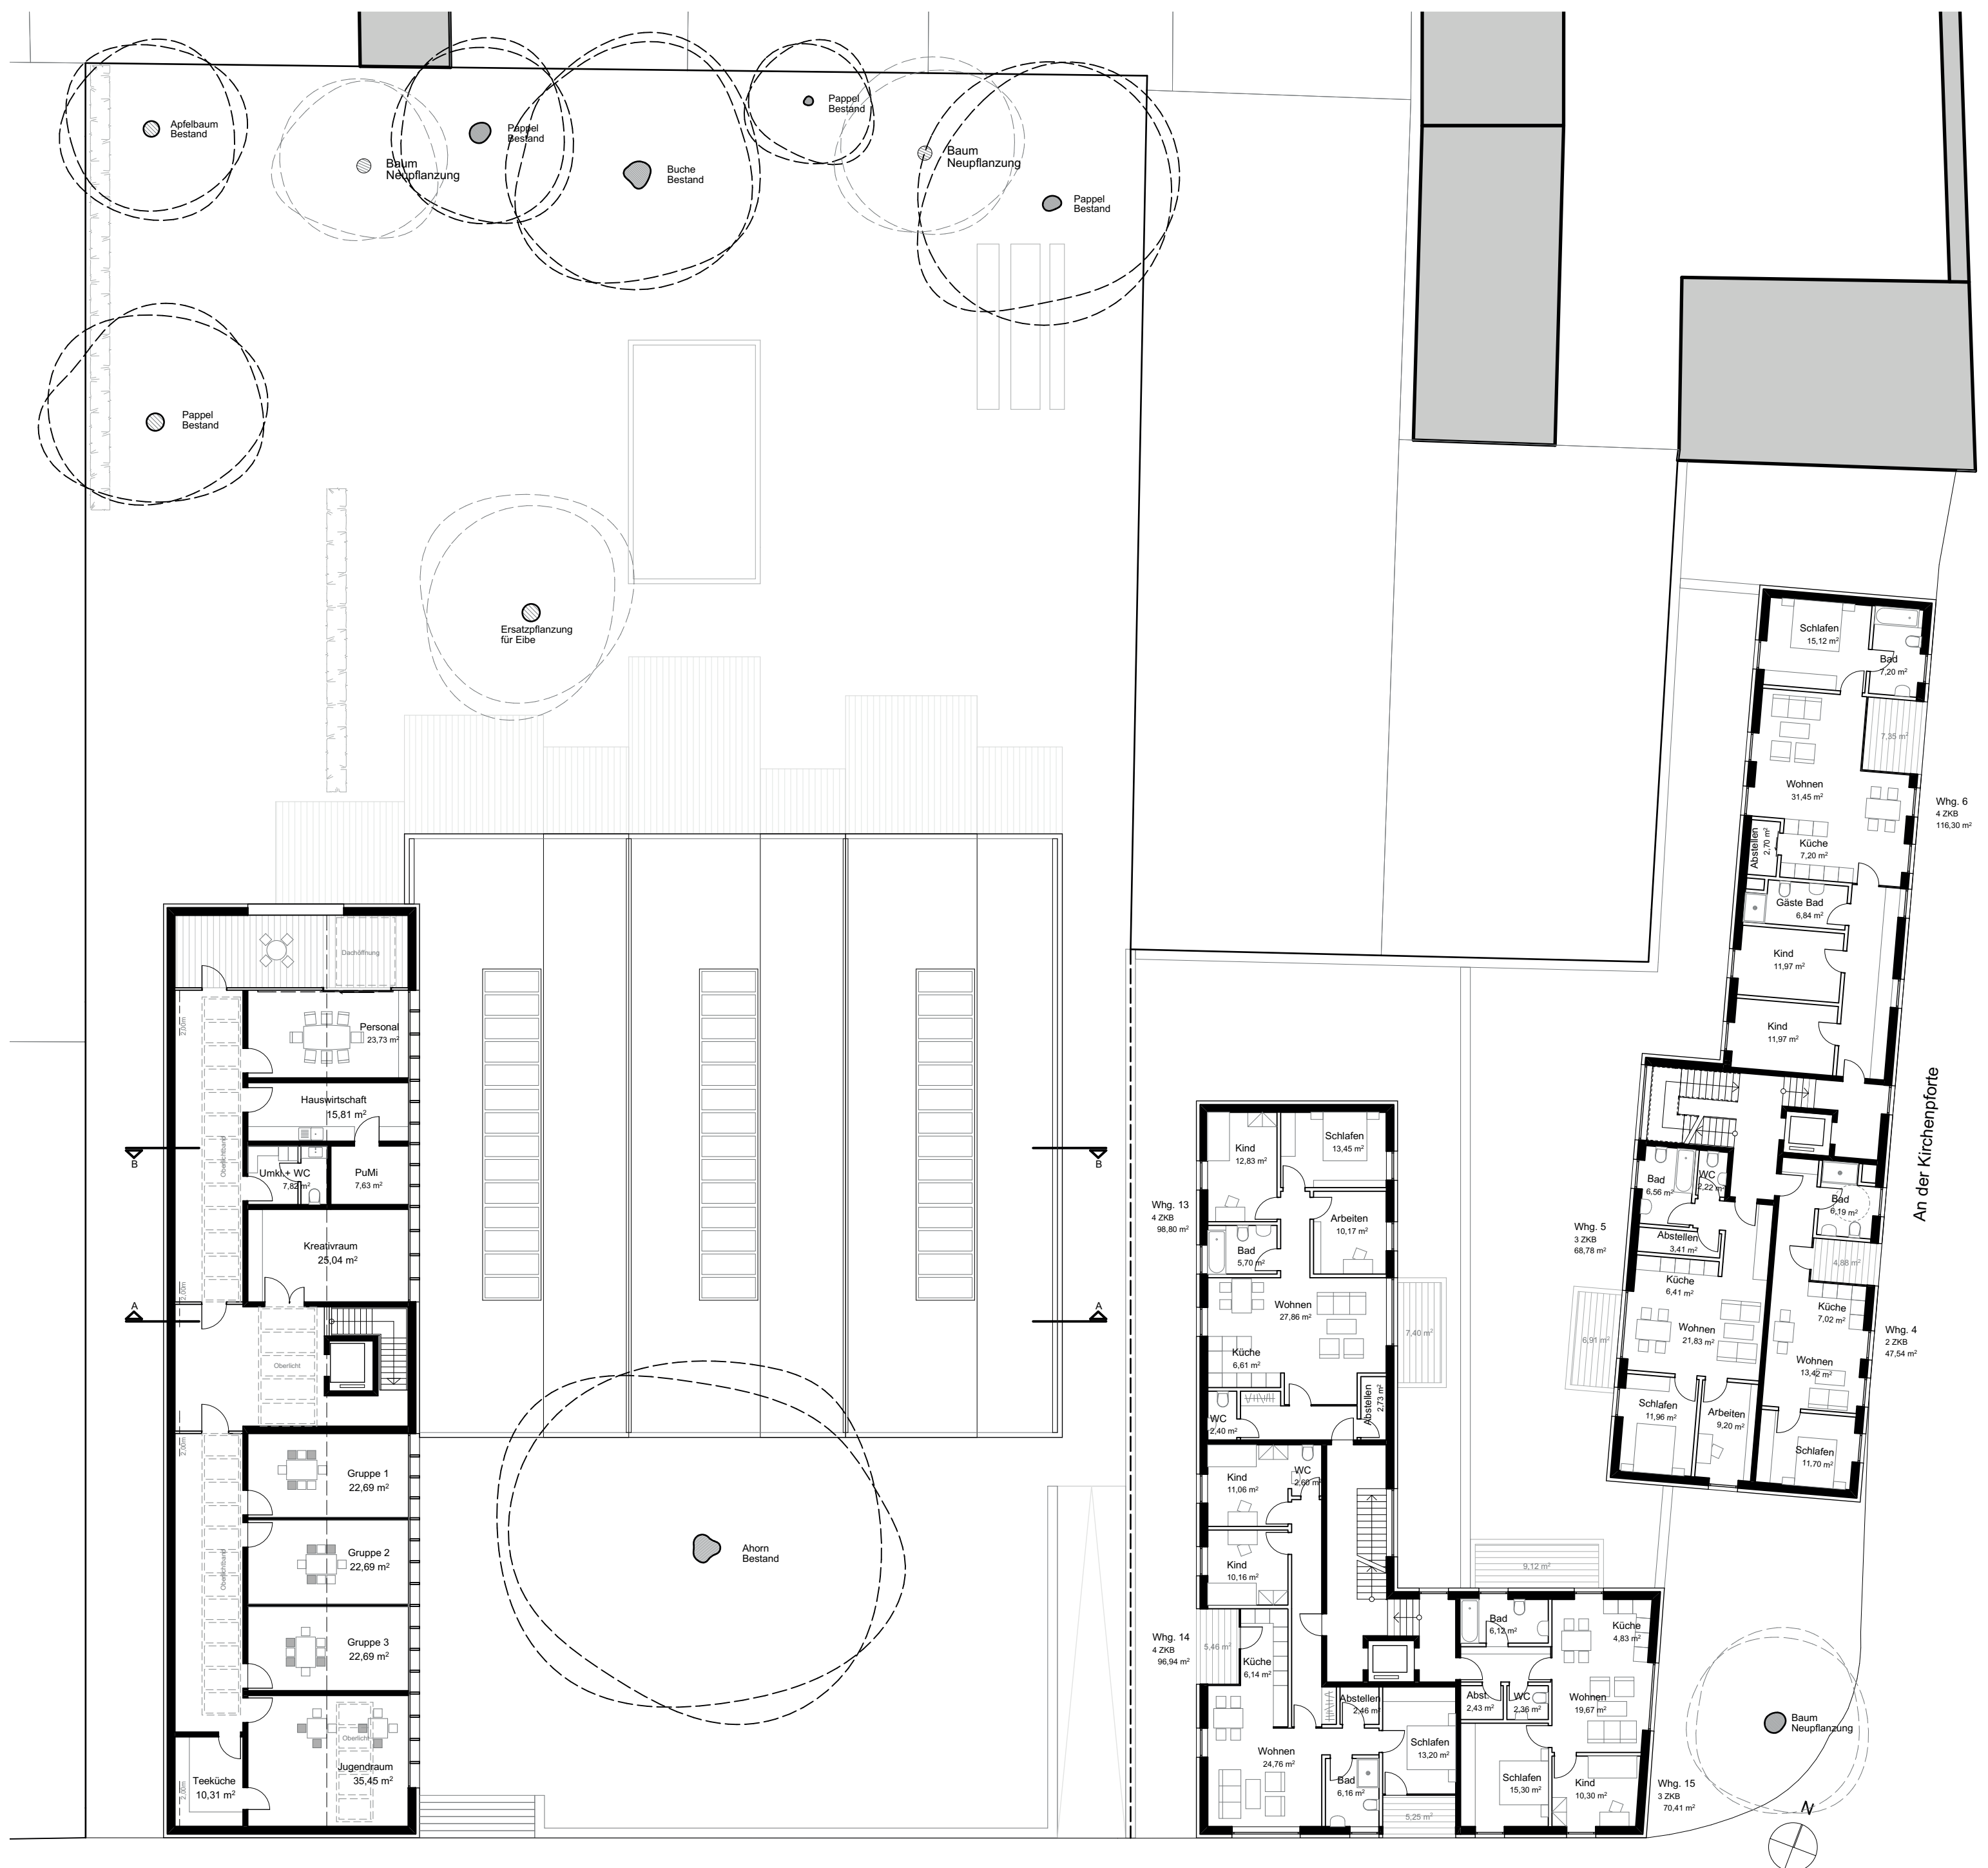 Apfelbaum
Bestand
Baum
Neupflanzung
Pappel
Bestand
Buche
Bestand
Pappel
Bestand
Baum
Neupflanzung
Pappel
Bestand
Pappel
Bestand
Ersatzpflanzung
für Eibe
Dachöffnung
2,00m
Personal
23,73 m²
Hauswirtschaft
15,81 m²
Oberlichtband
Umkl.+ WC
7,82 m²
PuMi
7,63 m²
B
B
Kreativraum
25,04 m²
2,00m
A
A
Oberlicht
2,00m
Gruppe 1
22,69 m²
Gruppe 2
22,69 m²
Oberlichtband
Gruppe 3
22,69 m²
Oberlicht
Jugendraum
35,45 m²
Teeküche
10,31 m²
2,00m
Ahorn
Bestand
Whg. 13
4 ZKB
98,80 m²
Kind
12,83 m²
Schlafen
13,45 m²
Arbeiten
10,17 m²
Bad
5,70 m²
Wohnen
27,86 m²
7,40 m²
Küche
6,61 m²
Abstellen
2,73 m²
WC
2,40 m²
Whg. 14
4 ZKB
96,94 m²
Kind
11,06 m²
WC
2,66 m²
Kind
10,16 m²
5,46 m²
Küche
6,14 m²
Abstellen
2,46 m²
Wohnen
24,76 m²
Bad
6,16 m²
Schlafen
13,20 m²
5,25 m²
9,12 m²
Bad
6,12 m²
Küche
4,83 m²
Abst.
2,43 m²
WC
2,36 m²
Wohnen
19,67 m²
Schlafen
15,30 m²
Kind
10,30 m²
Whg. 15
3 ZKB
70,41 m²
Schlafen
15,12 m²
Bad
7,20 m²
7,35 m²
Wohnen
31,45 m²
Whg. 6
4 ZKB
116,30 m²
Abstellen
2,70 m²
Küche
7,20 m²
Gäste Bad
6,84 m²
Kind
11,97 m²
Kind
11,97 m²
An der Kirchenpforte
Whg. 5
3 ZKB
68,78 m²
Bad
6,56 m²
WC
2,22 m²
Abstellen
3,41 m²
Küche
6,41 m²
Wohnen
21,83 m²
6,91 m²
Schlafen
11,96 m²
Arbeiten
9,20 m²
Bad
6,19 m²
4,88 m²
Küche
7,02 m²
Whg. 4
2 ZKB
47,54 m²
Wohnen
13,42 m²
Schlafen
11,70 m²
Baum
Neupflanzung
N